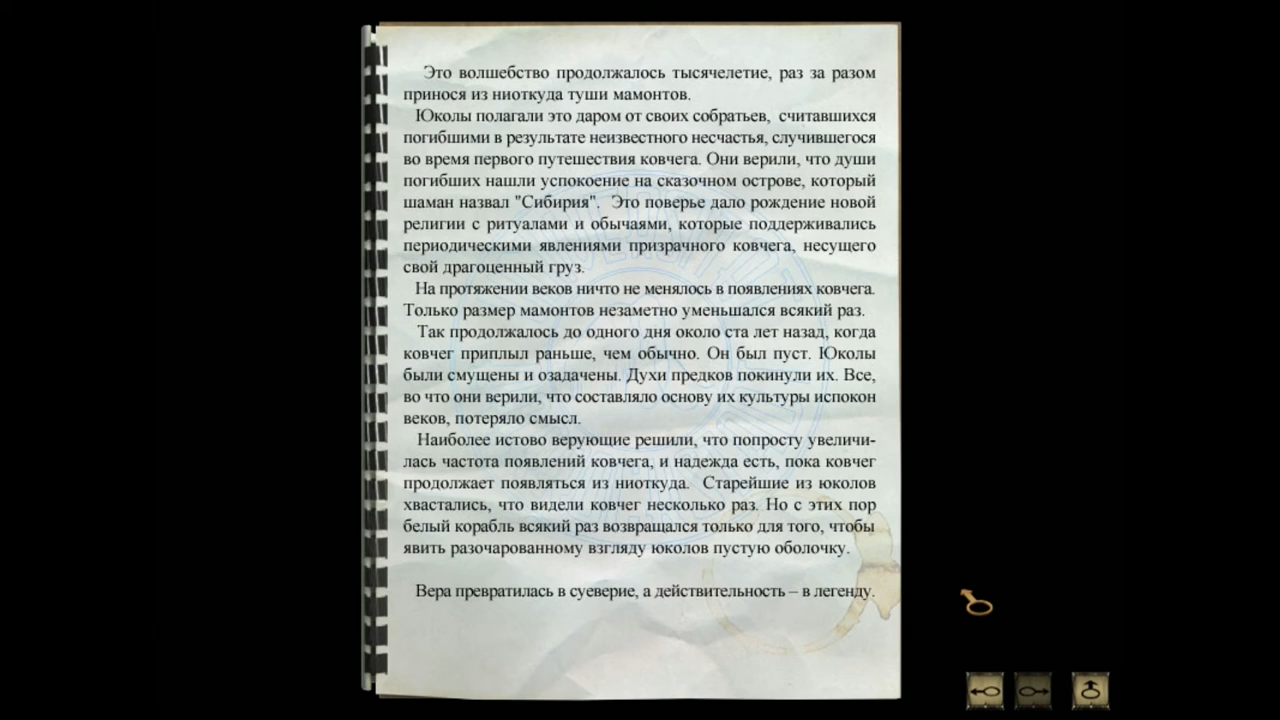 Это волшебство продолжалось тысячелетие, раз за разом
принося из ниоткуда туши мамонтов.
Юколы полагали это даром от своих собратьев, считавшихся
погибшими в результате неизвестного несчастья, случившегося
во время первого путешествия ковчега. Они верили, что души
погибших нашли успокоение на сказочном острове, который
шаман назвал "Сибирия". Это поверье дало рождение новой
религии с ритуалами и обычаями, которые поддерживались
периодическими явлениями призрачного ковчега, несущего
свой драгоценный груз.
На протяжении веков ничто не менялось в появлениях ковчега.
Только размер мамонтов незаметно уменьшался всякий раз.
Так продолжалось до одного дня около ста лет назад, когда
ковчег приплыл раньше, чем обычно. Он был пуст. Юколы
были смущены и озадачены. Духи предков покинули их. Все,
во что они верили, что составляло основу их культуры испокон
веков, потеряло смысл.
Наиболее истово верующие решили, что попросту увеличи-
лась частота появлений ковчега, и надежда есть, пока ковчег
продолжает появляться из ниоткуда. Старейшие из юколов
хвастались, что видели ковчег несколько раз. Но с этих пор
белый корабль всякий раз возвращался только для того, чтобы
явить разочарованному взгляду юколов пустую оболочку.
Вера превратилась в суеверие, а действительность – в легенду.